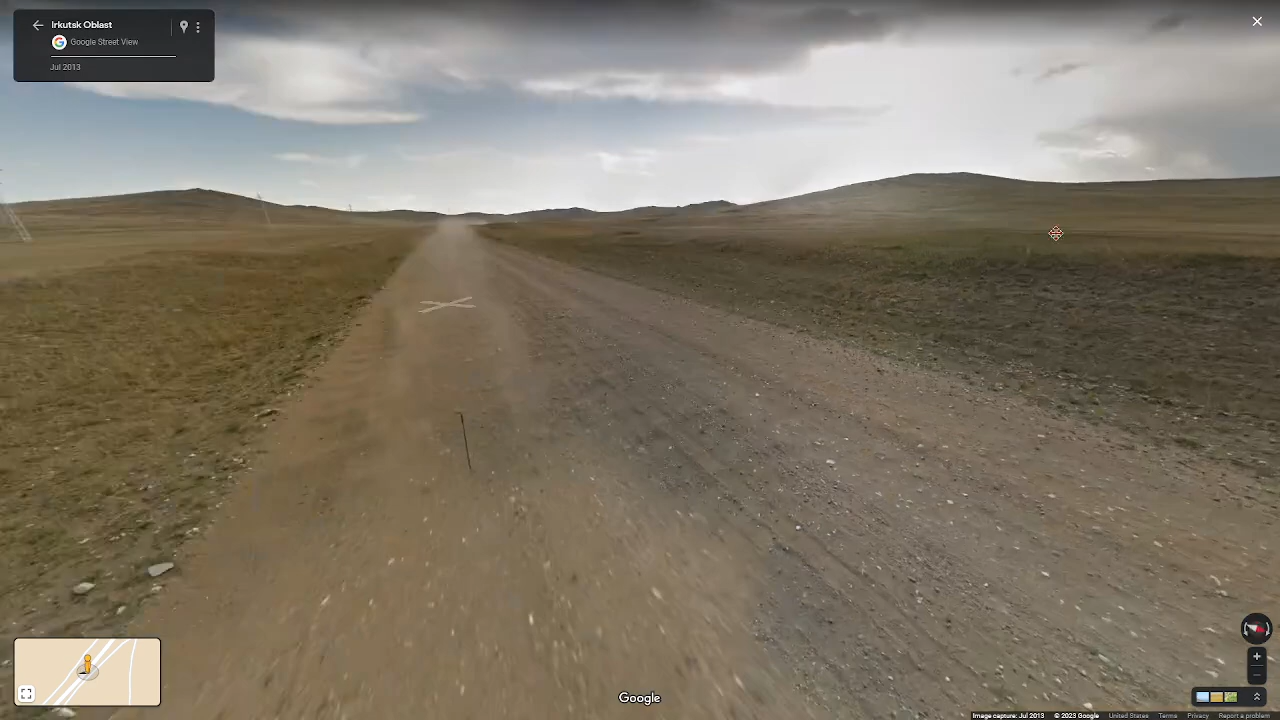 Irkutsk Oblast
Google Street View
Jul 2013
Google
Image capture: Jul 2013 © 2023 Google United States Terms Privacy Report a problem